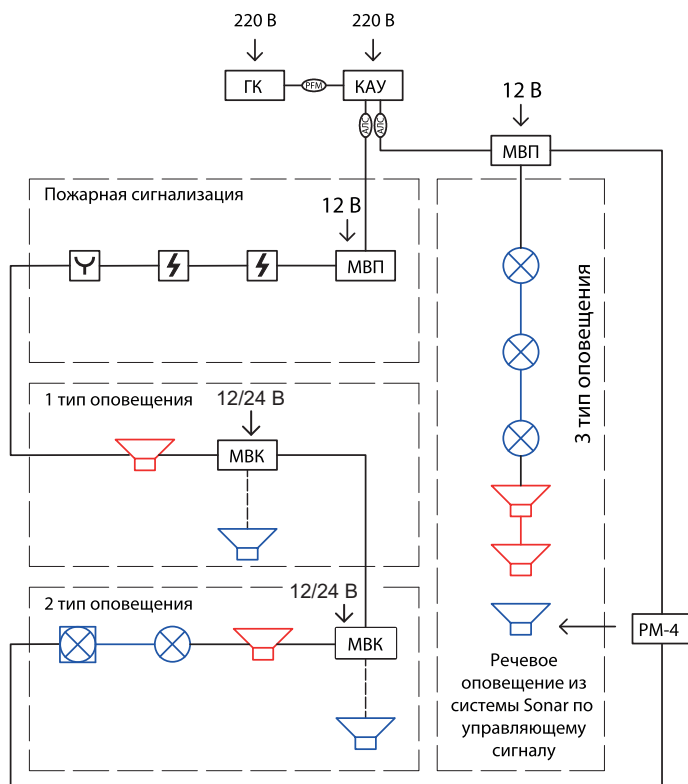 220 В
220 В
ГК
PFM
КАУ
АЛС
АЛС
12 В
МВП
Пожарная сигнализация
12 В
МВП
3 тип оповещения
1 тип оповещения
12/24 В
МВК
2 тип оповещения
12/24 В
МВК
РМ-4
Речевое
оповещение из
системы Sonar по
управляющему
сигналу